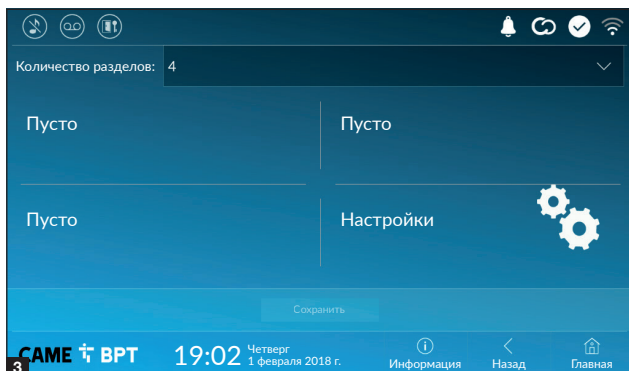 Количество разделов: 4
Пусто Пусто
Пусто Настройки
Сохранить
CAME BPT 19:02 Четверг
1 февраля 2018 г.
Информация Назад Главная
3